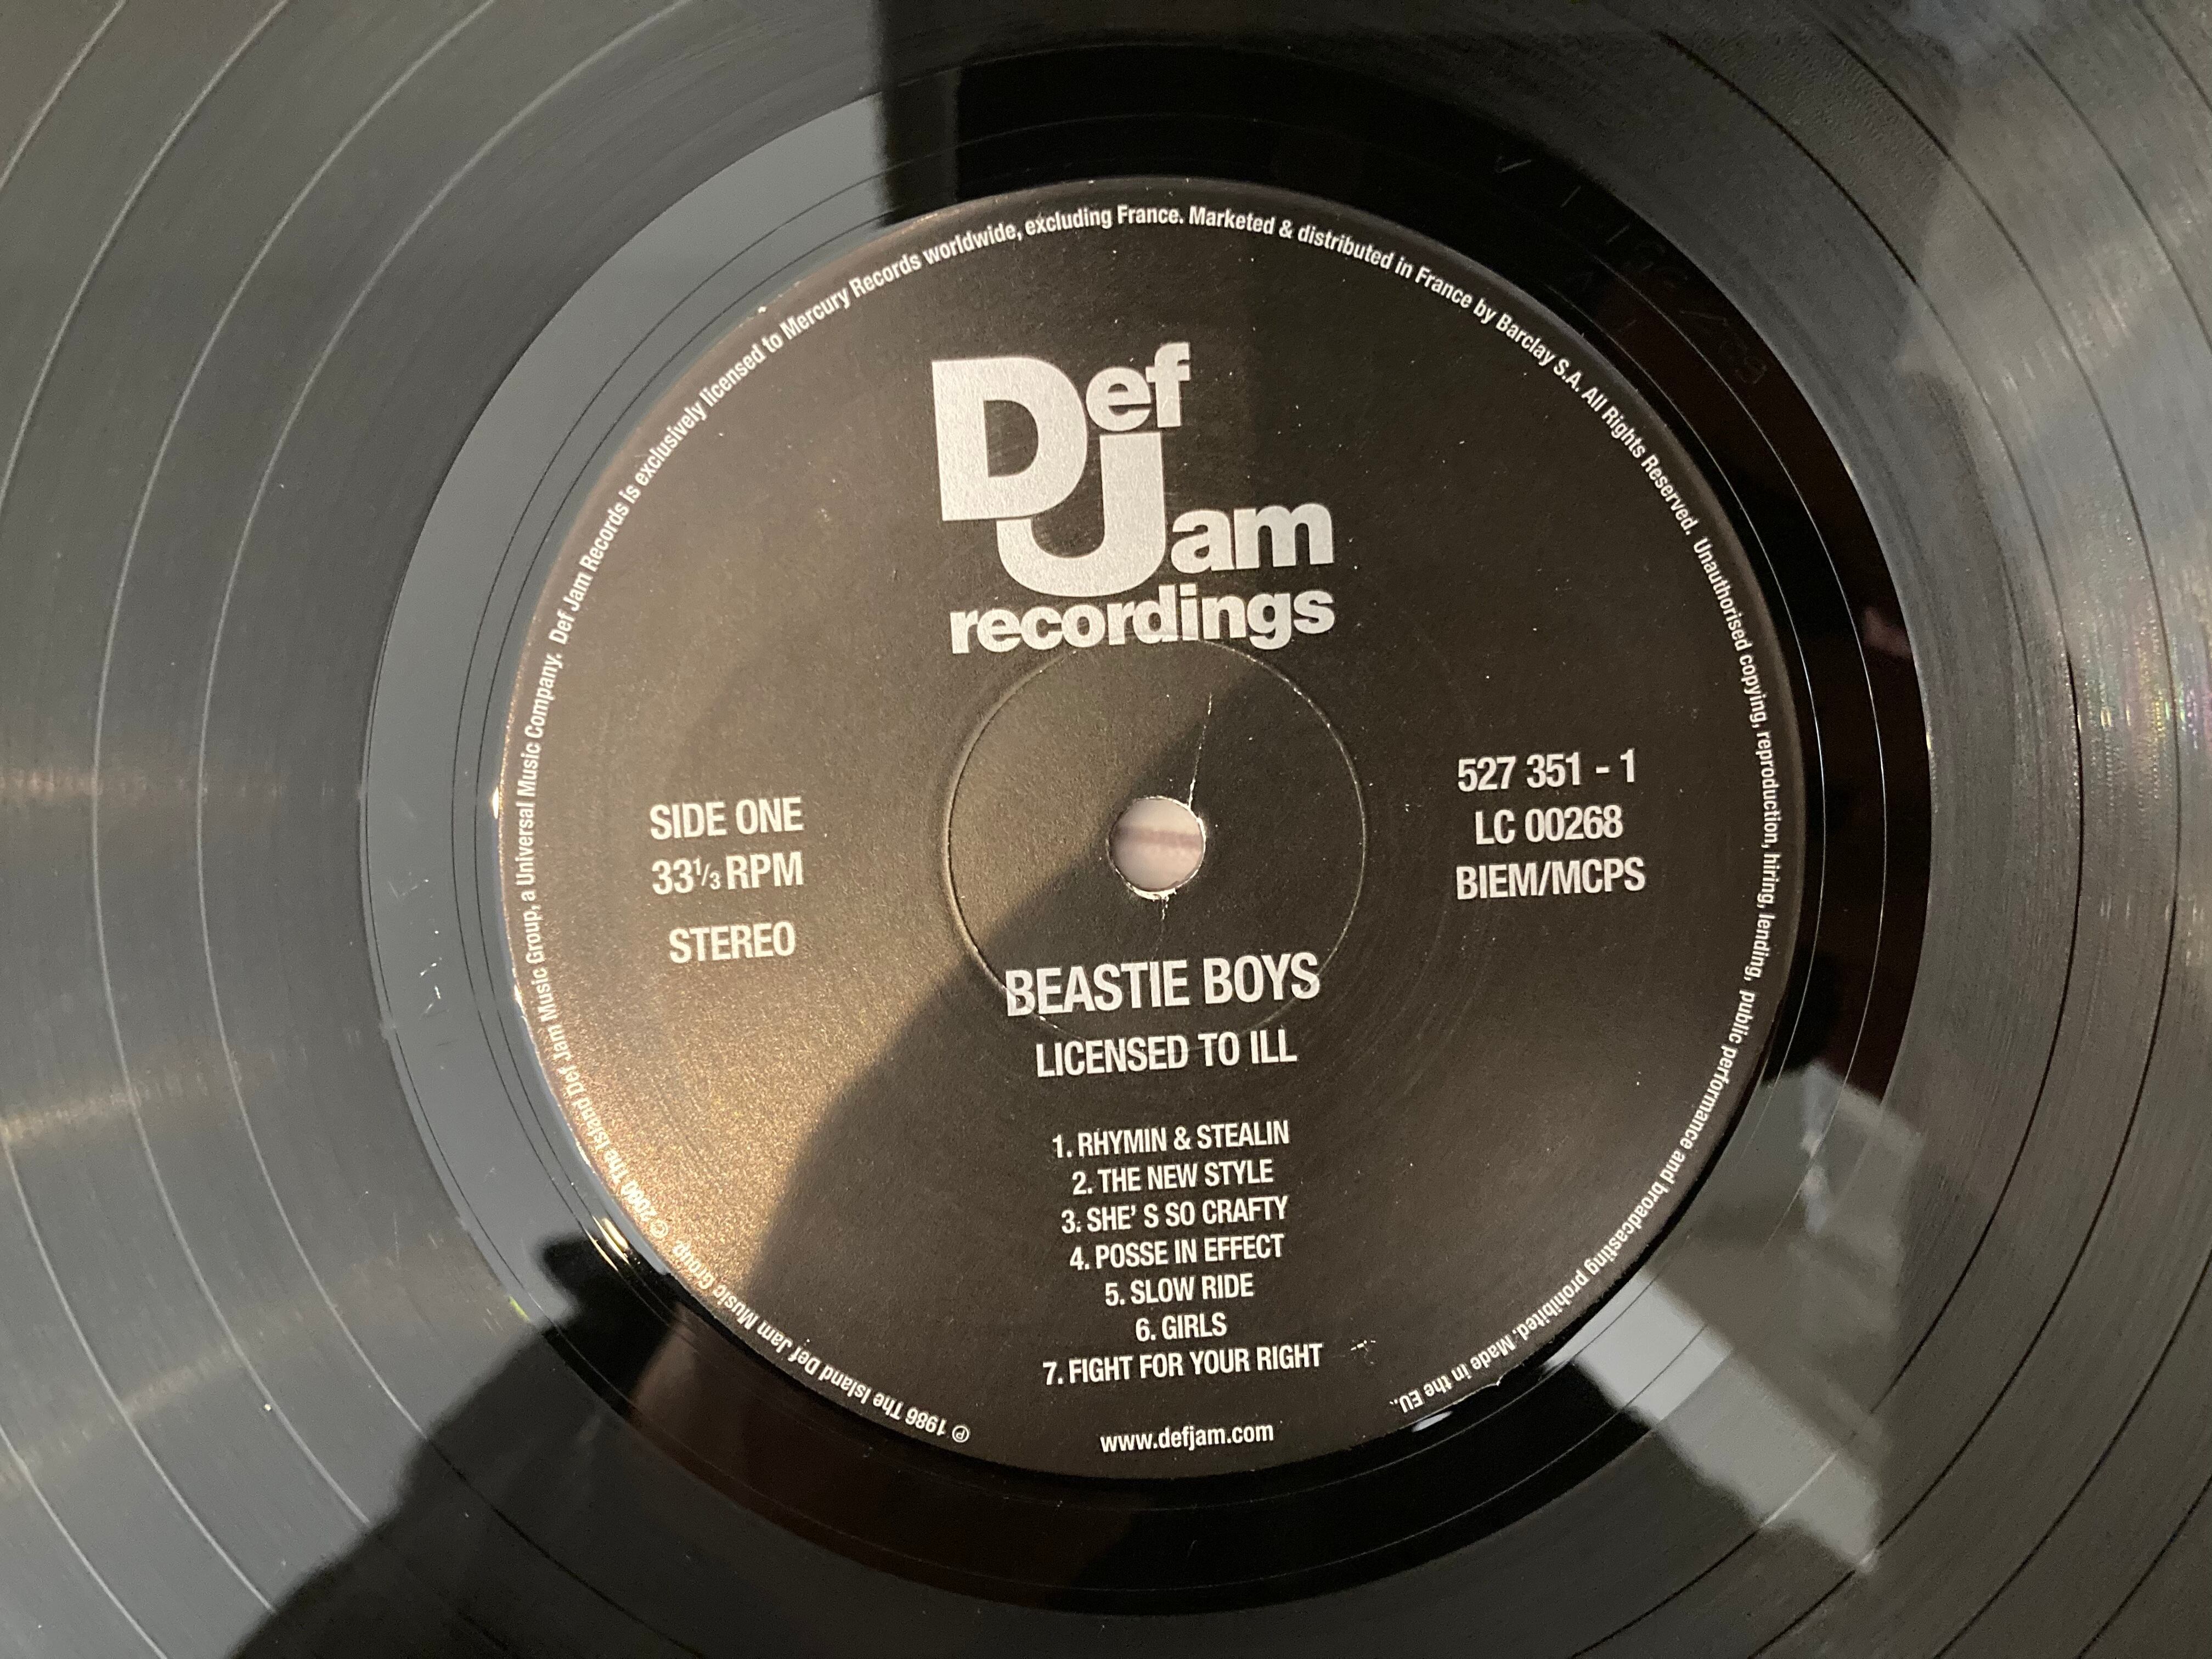 Def
Jam
recordings
SIDE ONE
33⅓ RPM
STEREO
527 351 - 1
LC 00268
BIEM/MCPS
BEASTIE BOYS
LICENSED TO ILL
1. RHYMIN & STEALIN
2. THE NEW STYLE
3. SHE' S SO CRAFTY
4. POSSE IN EFFECT
5. SLOW RIDE
6. GIRLS
7. FIGHT FOR YOUR RIGHT
www.defjam.com
℗ 1986 The Island Def Jam Music Group. © 2000 The Island Def Jam Music Group, a Universal Music Company. Def Jam Records is exclusively licensed to Mercury Records worldwide, excluding France. Marketed & distributed in France by Barclay S.A. All Rights Reserved. Unauthorised copying, reproduction, hiring, lending, public performance and broadcasting prohibited. Made in the EU.